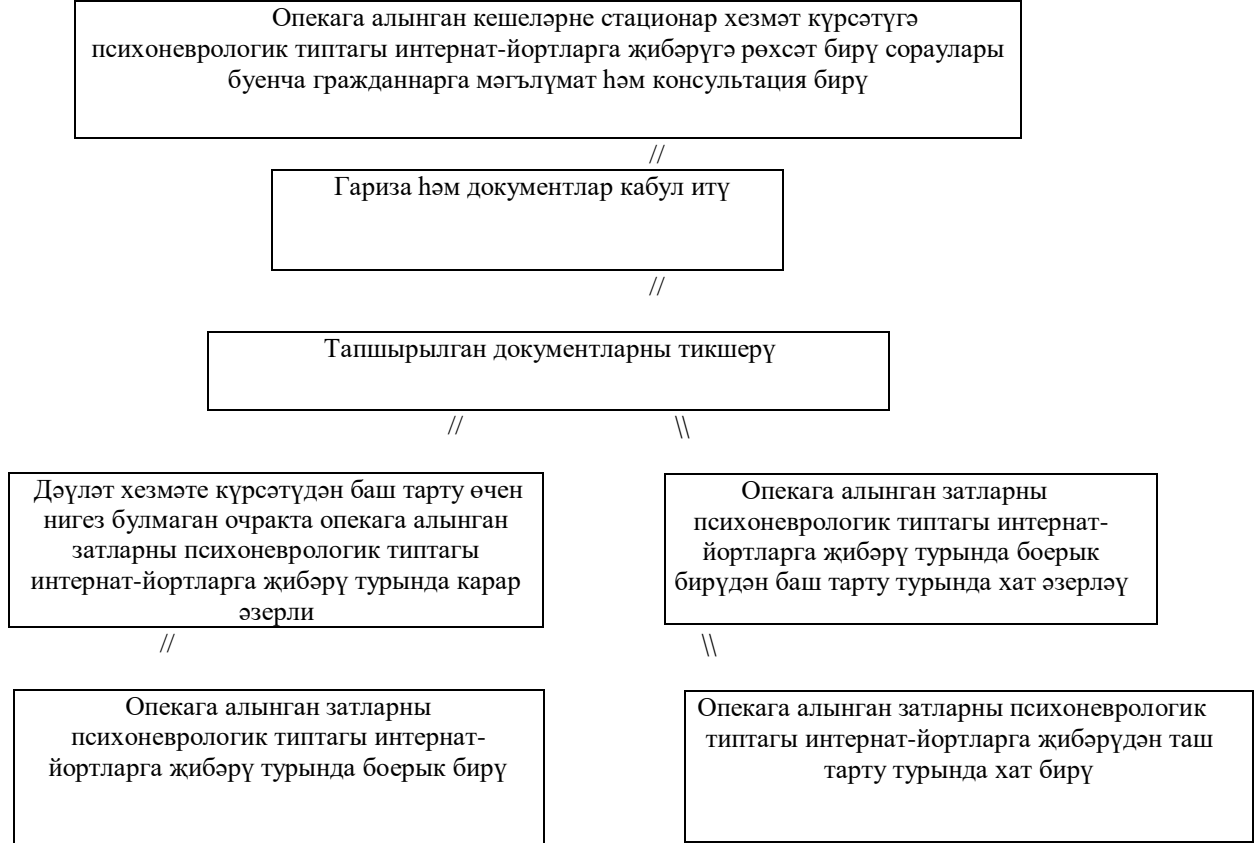 Опекага алынган кешеләрне стационар хезмәт күрсәтүгә
психоневрологик типтагы интернат-йортларга җибәрүгә рөхсәт бирү сораулары
буенча гражданнарга мәгълүмат һәм консультация бирү
//
Гариза һәм документлар кабул итү
//
Тапшырылган документларны тикшерү
//
\\
Дәүләт хезмәте күрсәтүдән баш тарту өчен
нигез булмаган очракта опекага алынган
затларны психоневрологик типтагы
интернат-йортларга җибәрү турында карар
әзерли
Опекага алынган затларны
психоневрологик типтагы интернат-
йортларга җибәрү турында боерык
бирүдән баш тарту турында хат әзерләү
//
\\
Опекага алынган затларны
психоневрологик типтагы интернат-
йортларга җибәрү турында боерык бирү
Опекага алынган затларны психоневрологик
типтагы интернат-йортларга җибәрүдән таш
тарту турында хат бирү